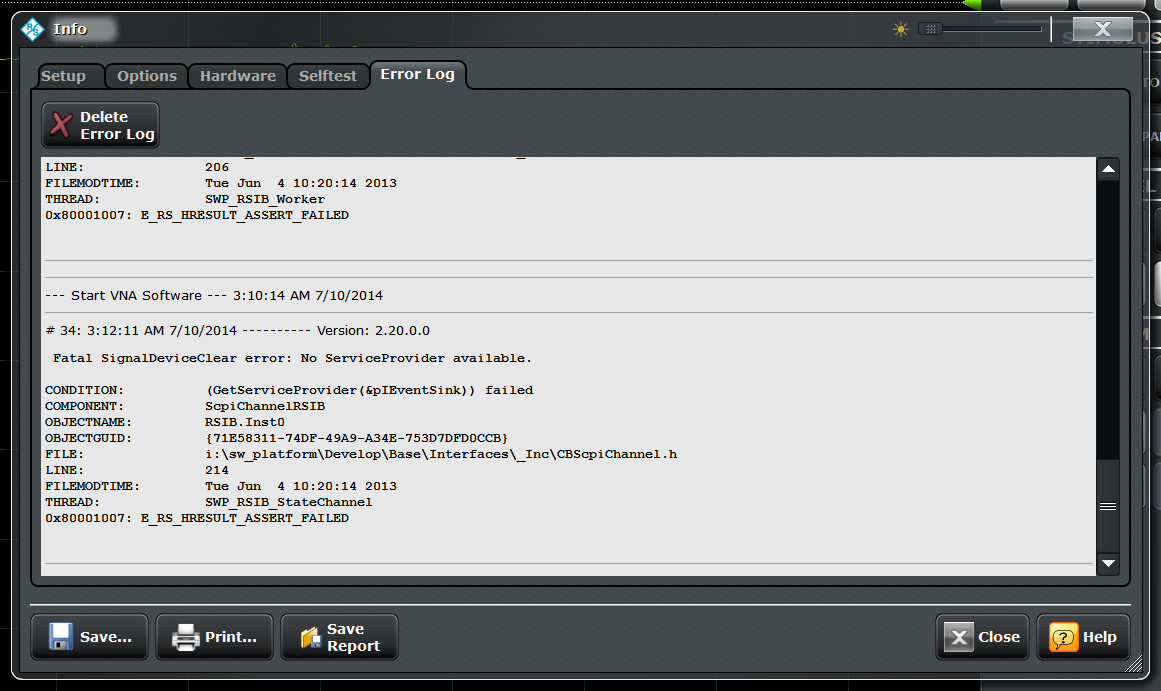 Info
STIMULUS
Setup
Options
Hardware
Selftest
Error Log
Delete
Error Log
LINE: 206
FILEMODTIME: Tue Jun  4 10:20:14 2013
THREAD: SWP_RSIB_Worker
0x80001007: E_RS_HRESULT_ASSERT_FAILED
--- Start VNA Software --- 3:10:14 AM 7/10/2014
# 34: 3:12:11 AM 7/10/2014 ---------- Version: 2.20.0.0
Fatal SignalDeviceClear error: No ServiceProvider available.
CONDITION: (GetServiceProvider(&pIEventSink)) failed
COMPONENT: ScpiChannelRSIB
OBJECTNAME: RSIB.Inst0
OBJECTGUID: {71E58311-74DF-49A9-A34E-753D7DFD0CCB}
FILE: i:\sw_platform\Develop\Base\Interfaces\_Inc\CBScpiChannel.h
LINE: 214
FILEMODTIME: Tue Jun  4 10:20:14 2013
THREAD: SWP_RSIB_StateChannel
0x80001007: E_RS_HRESULT_ASSERT_FAILED
Save...
Print...
Save
Report
Close
Help